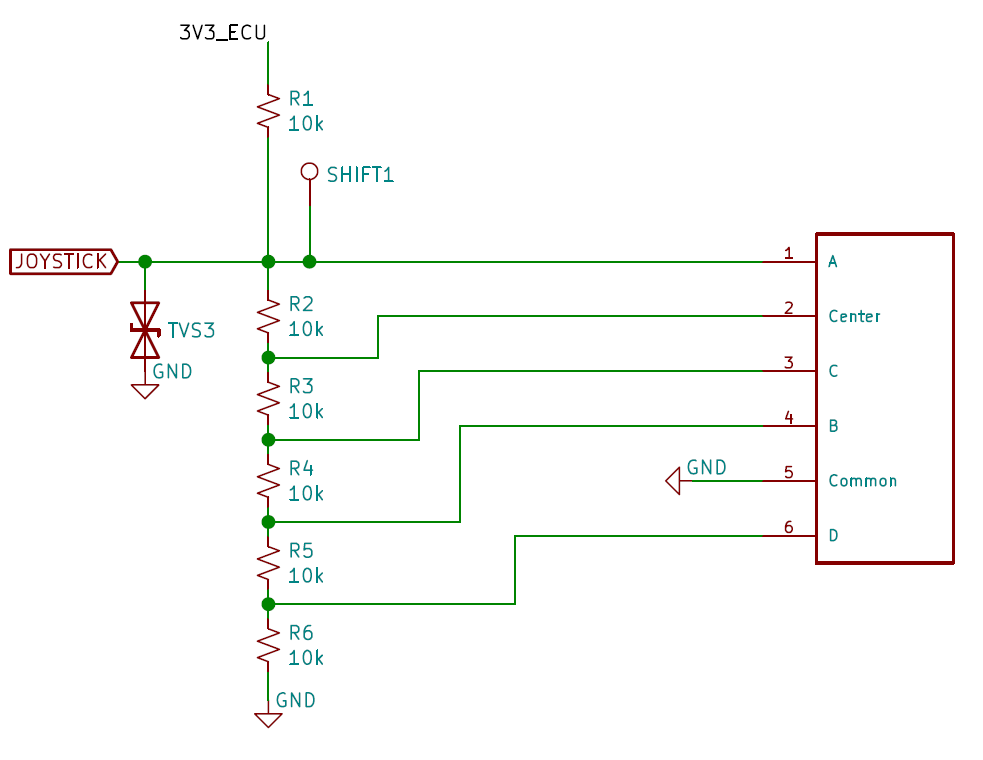 3V3_ECU
R1
10k
SHIFT1
JOYSTICK
1
A
R2
10k
2
Center
TVS3
GND
3
C
R3
10k
4
B
R4
10k
GND
5
Common
6
D
R5
10k
R6
10k
GND